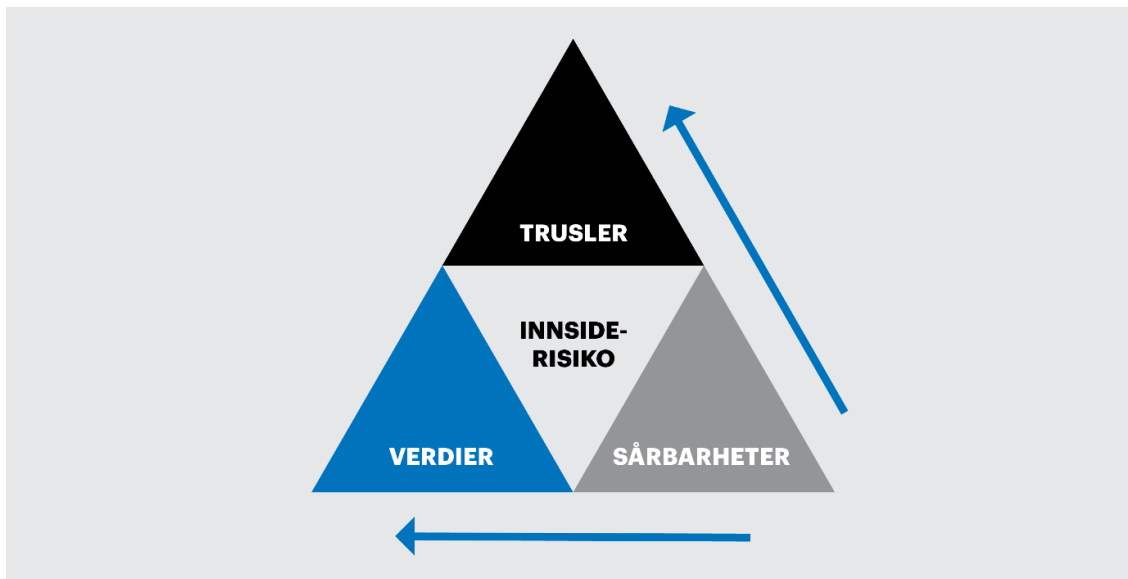 TRUSLER
INNSIDE-
RISIKO
VERDIER
SÅRBARHETER